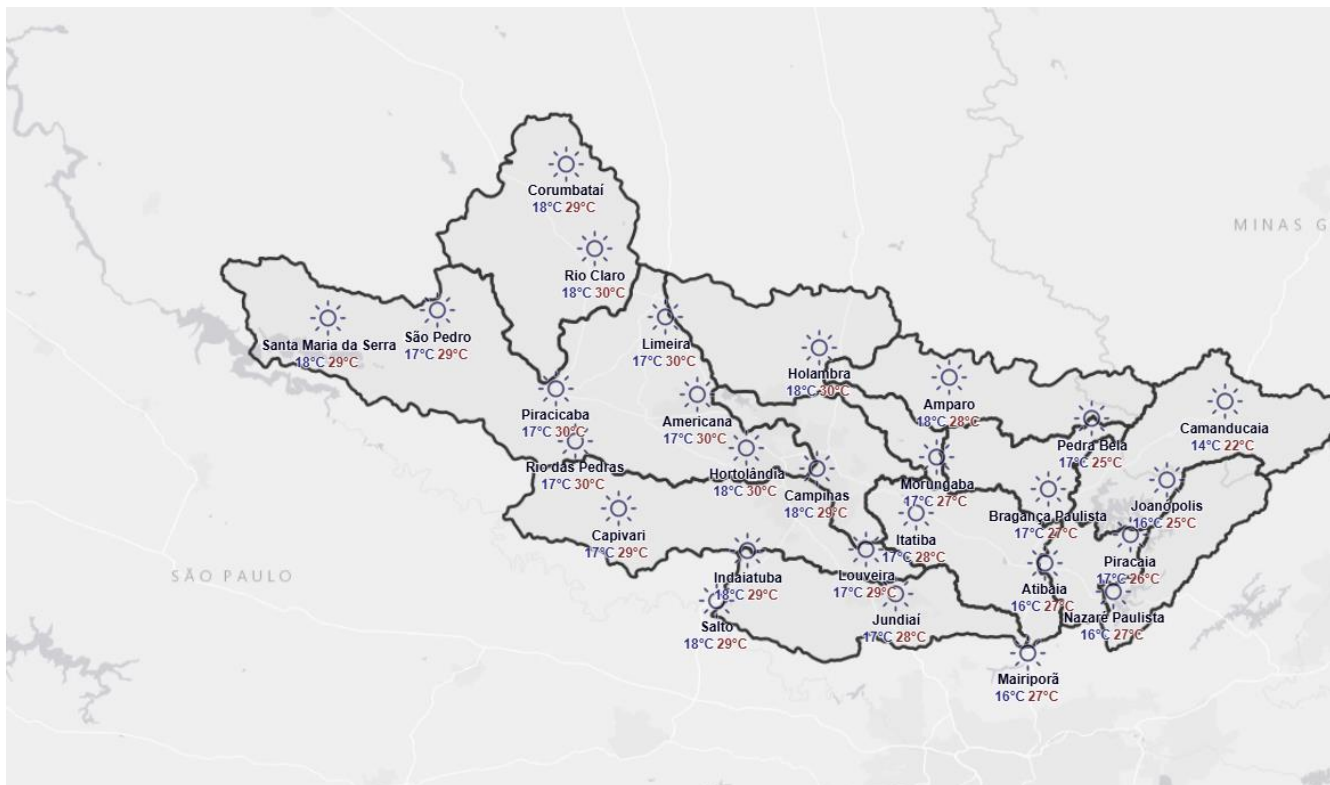 Corumbataí
18°C 29°C
MINAS G
Rio Claro
18°C 30°C
Santa Maria da Serra
18°C 29°C
São Pedro
17°C 29°C
Limeira
17°C 30°C
Holambra
18°C 30°C
Amparo
18°C 28°C
Piracicaba
17°C 30°C
Americana
17°C 30°C
Camanducaia
14°C 22°C
Pedra Bela
17°C 25°C
Rio das Pedras
17°C 30°C
Hortolândia
18°C 30°C
Campinas
18°C 29°C
Morungaba
17°C 27°C
Joanópolis
16°C 25°C
Bragança Paulista
17°C 27°C
Capivari
17°C 29°C
Itatiba
17°C 28°C
Piracaia
17°C 26°C
SÃO PAULO
Indaiatuba
18°C 29°C
Louveira
17°C 29°C
Atibaia
16°C 27°C
Salto
18°C 29°C
Jundiaí
17°C 28°C
Nazaré Paulista
16°C 27°C
Mairiporã
16°C 27°C